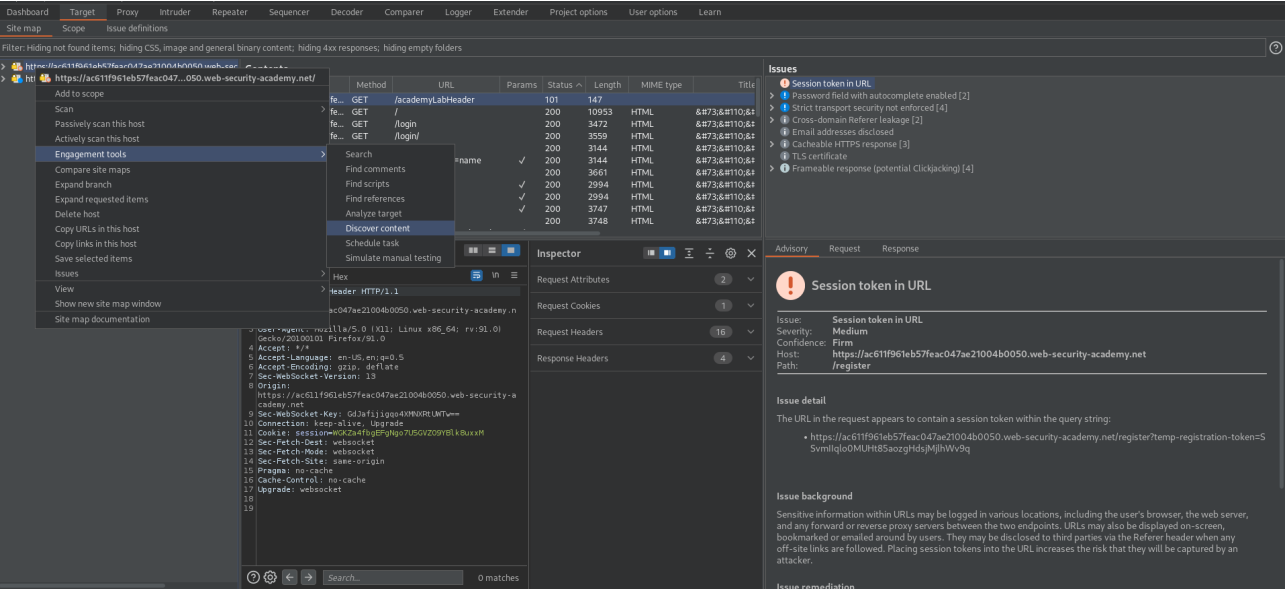 Dashboard Target Proxy Intruder Repeater Sequencer Decoder Comparer Logger Extender Project options User options Learn
Site map Scope Issue definitions
Filter: Hiding not found items; hiding CSS, image and general binary content; hiding 4xx responses; hiding empty folders
https://ac611f961eb57feac047ae21004b0050.web-sec
https://ac611f961eb57feac047...050.web-security-academy.net/
Add to scope
Scan
Passively scan this host
Actively scan this host
Engagement tools
Compare site maps
Expand branch
Expand requested items
Delete host
Copy URLs in this host
Copy links in this host
Save selected items
Issues
View
Show new site map window
Site map documentation
Search
Find comments
Find scripts
Find references
Analyze target
Discover content
Schedule task
Simulate manual testing
Contents
Method URL Params Status Length MIME type Title
fe... GET /academyLabHeader 101 147
fe... GET / 200 10953 HTML &#73;&#110;&#
fe... GET /login 200 3472 HTML &#73;&#110;&#
fe... GET /login/ 200 3559 HTML &#73;&#110;&#
200 3144 HTML &#73;&#110;&#
=name ✓ 200 3144 HTML &#73;&#110;&#
200 3661 HTML &#73;&#110;&#
✓ 200 2994 HTML &#73;&#110;&#
✓ 200 2994 HTML &#73;&#110;&#
✓ 200 3747 HTML &#73;&#110;&#
200 3748 HTML &#73;&#110;&#
Hex \n
Header HTTP/1.1
ac047ae21004b0050.web-security-academy.n
3 User-Agent: Mozilla/5.0 (X11; Linux x86_64; rv:91.0)
Gecko/20100101 Firefox/91.0
4 Accept: */*
5 Accept-Language: en-US,en;q=0.5
6 Accept-Encoding: gzip, deflate
7 Sec-WebSocket-Version: 13
8 Origin:
https://ac611f961eb57feac047ae21004b0050.web-security-a
cademy.net
9 Sec-WebSocket-Key: GdJafijigqo4XMNXRtUWTw==
10 Connection: keep-alive, Upgrade
11 Cookie: session=WGKZa4fbgEFgNgo7U5GVZO9YBlk8uxxM
12 Sec-Fetch-Dest: websocket
13 Sec-Fetch-Mode: websocket
14 Sec-Fetch-Site: same-origin
15 Pragma: no-cache
16 Cache-Control: no-cache
17 Upgrade: websocket
18
19
Search... 0 matches
Inspector
Request Attributes 2
Request Cookies 1
Request Headers 16
Response Headers 4
Issues
Session token in URL
Password field with autocomplete enabled [2]
Strict transport security not enforced [4]
Cross-domain Referer leakage [2]
Email addresses disclosed
Cacheable HTTPS response [3]
TLS certificate
Frameable response (potential Clickjacking) [4]
Advisory Request Response
Session token in URL
Issue: Session token in URL
Severity: Medium
Confidence: Firm
Host: https://ac611f961eb57feac047ae21004b0050.web-security-academy.net
Path: /register
Issue detail
The URL in the request appears to contain a session token within the query string:
• https://ac611f961eb57feac047ae21004b0050.web-security-academy.net/register?temp-registration-token=S
SvmIIqlo0MUHt85aozgHdsjMjlhWv9q
Issue background
Sensitive information within URLs may be logged in various locations, including the user's browser, the web server,
and any forward or reverse proxy servers between the two endpoints. URLs may also be displayed on-screen,
bookmarked or emailed around by users. They may be disclosed to third parties via the Referer header when any
off-site links are followed. Placing session tokens into the URL increases the risk that they will be captured by an
attacker.
Issue remediation